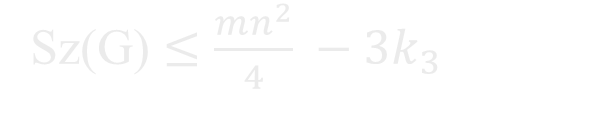 Sz(G) ≤ mn²/4 − 3k₃